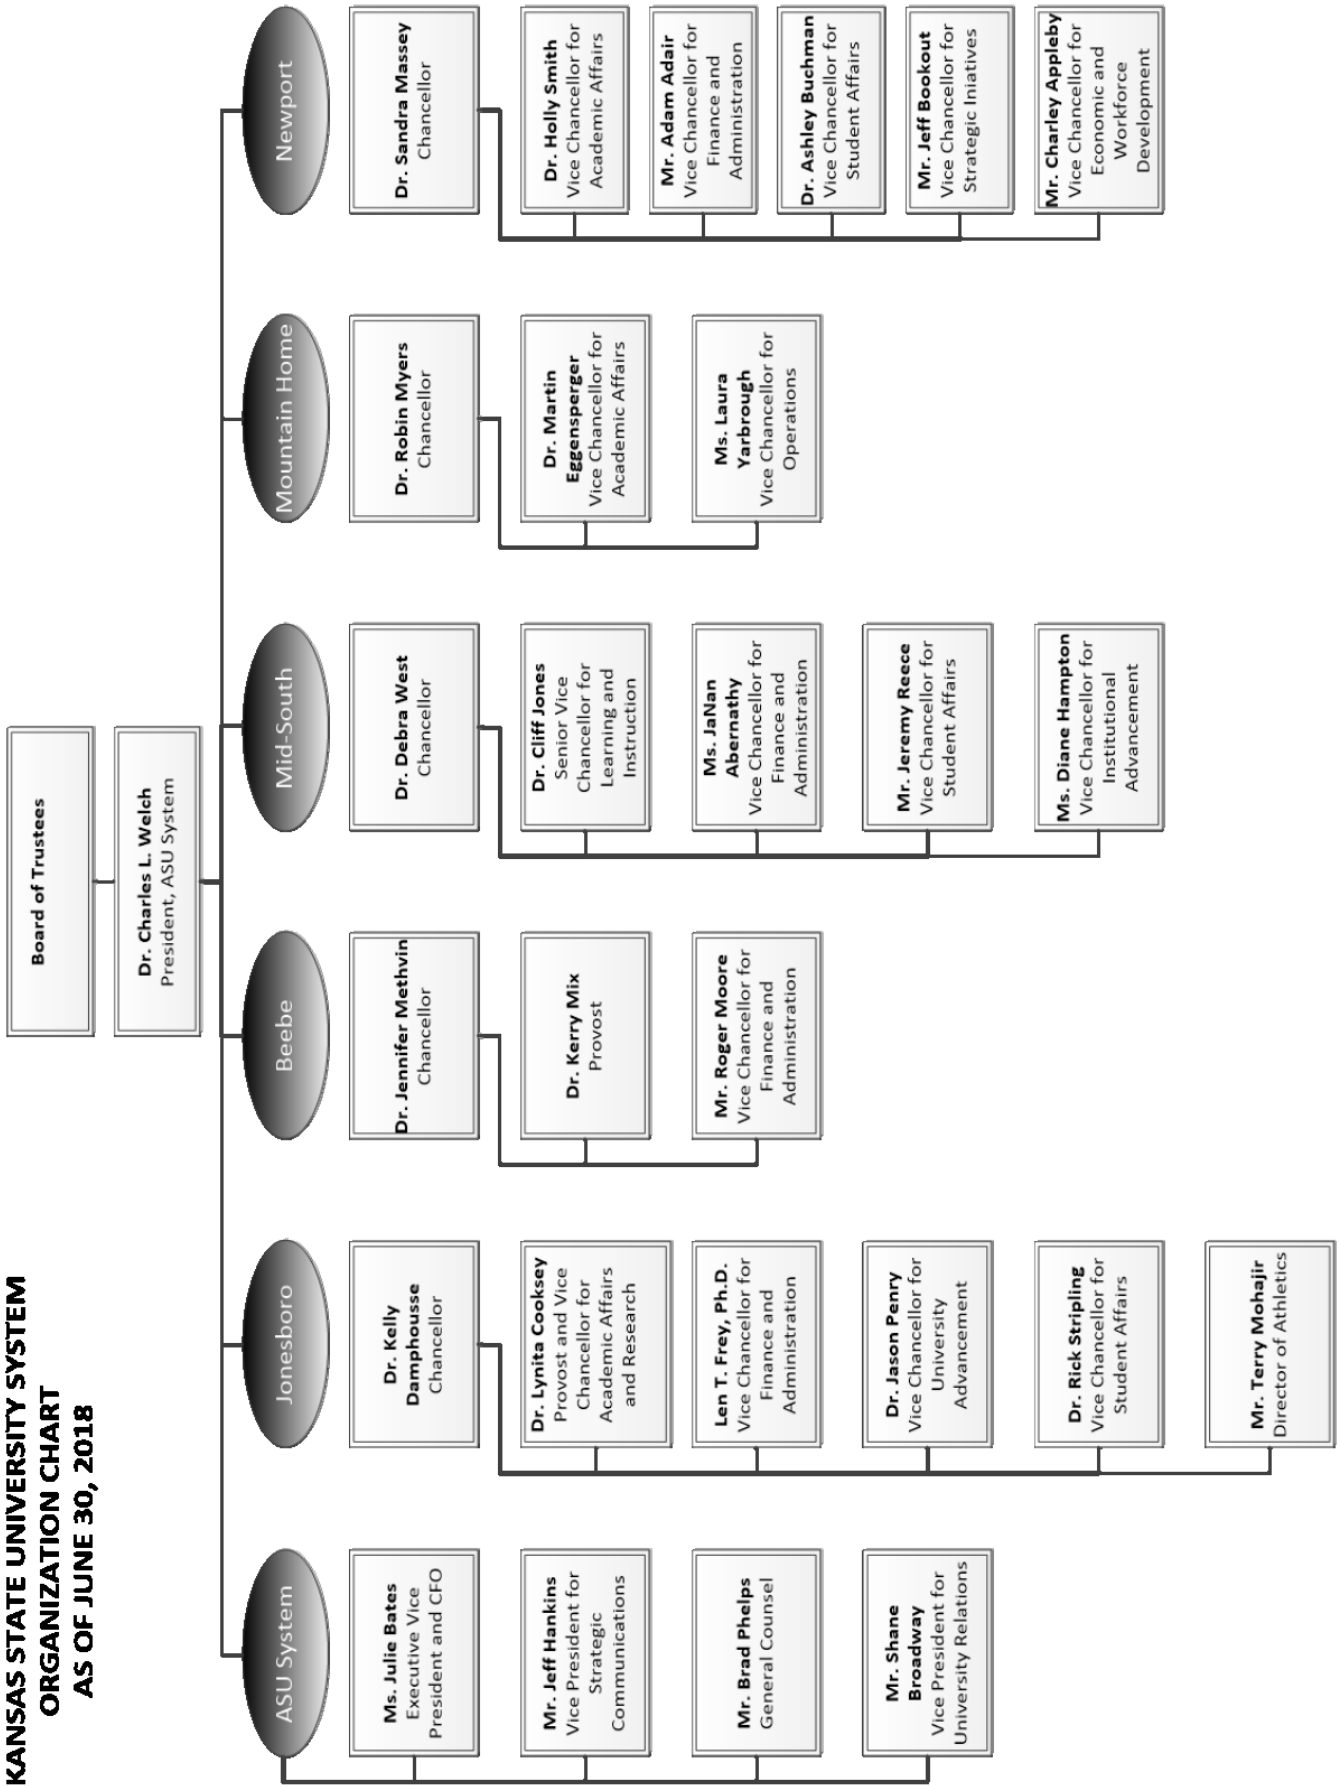 KANSAS STATE UNIVERSITY SYSTEM
ORGANIZATION CHART
AS OF JUNE 30, 2018
Board of Trustees
Dr. Charles L. Welch
President, ASU System
ASU System
Ms. Julie Bates
Executive Vice
President and CFO
Mr. Jeff Hankins
Vice President for
Strategic
Communications
Mr. Brad Phelps
General Counsel
Mr. Shane
Broadway
Vice President for
University Relations
Jonesboro
Dr. Kelly
Damphousse
Chancellor
Dr. Lynita Cooksey
Provost and Vice
Chancellor for
Academic Affairs
and Research
Len T. Frey, Ph.D.
Vice Chancellor for
Finance and
Administration
Dr. Jason Penry
Vice Chancellor for
University
Advancement
Dr. Rick Stripling
Vice Chancellor for
Student Affairs
Mr. Terry Mohajir
Director of Athletics
Beebe
Dr. Jennifer Methvin
Chancellor
Dr. Kerry Mix
Provost
Mr. Roger Moore
Vice Chancellor for
Finance and
Administration
Mid-South
Dr. Debra West
Chancellor
Dr. Cliff Jones
Senior Vice
Chancellor for
Learning and
Instruction
Ms. JaNan
Abernathy
Vice Chancellor for
Finance and
Administration
Mr. Jeremy Reece
Vice Chancellor for
Student Affairs
Ms. Diane Hampton
Vice Chancellor for
Institutional
Advancement
Mountain Home
Dr. Robin Myers
Chancellor
Dr. Martin
Eggensperger
Vice Chancellor for
Academic Affairs
Ms. Laura
Yarbrough
Vice Chancellor for
Operations
Newport
Dr. Sandra Massey
Chancellor
Dr. Holly Smith
Vice Chancellor for
Academic Affairs
Mr. Adam Adair
Vice Chancellor for
Finance and
Administration
Dr. Ashley Buchman
Vice Chancellor for
Student Affairs
Mr. Jeff Bookout
Vice Chancellor for
Strategic Iniatives
Mr. Charley Appleby
Vice Chancellor for
Economic and
Workforce
Development